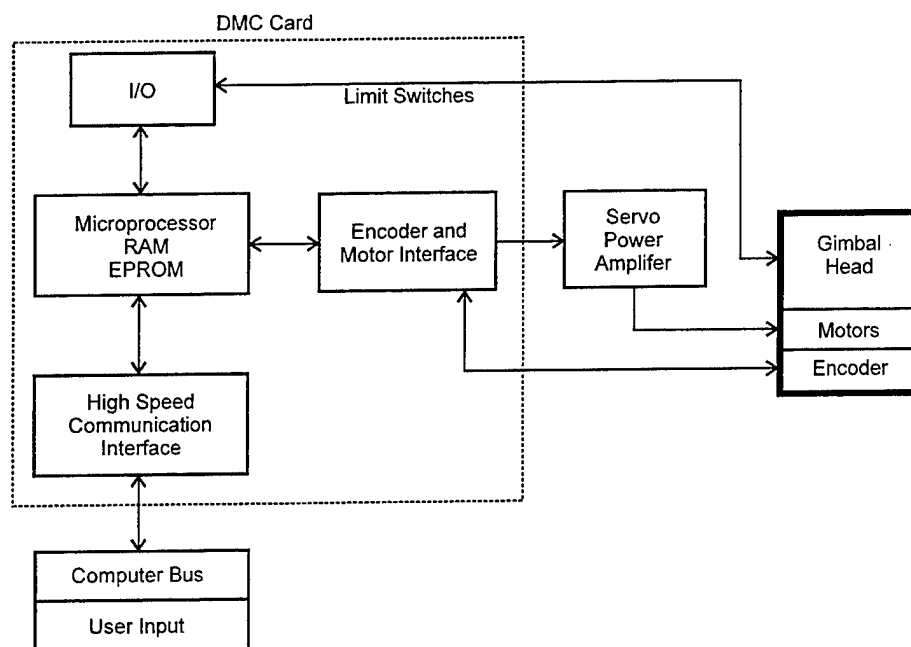 DMC Card
I/O
Limit Switches
Microprocessor
RAM
EPROM
Encoder and
Motor Interface
Servo
Power
Amplifer
Gimbal
Head
Motors
Encoder
High Speed
Communication
Interface
Computer Bus
User Input